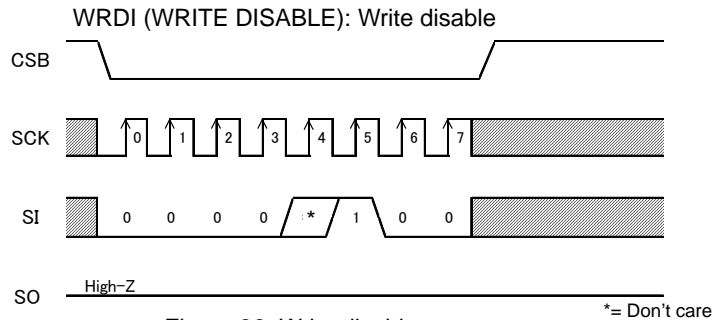 WRDI (WRITE DISABLE): Write disable
CSB
SCK
0 1 2 3 4 5 6 7
SI
0 0 0 0 * 1 0 0
High-Z
SO
*= Don't care